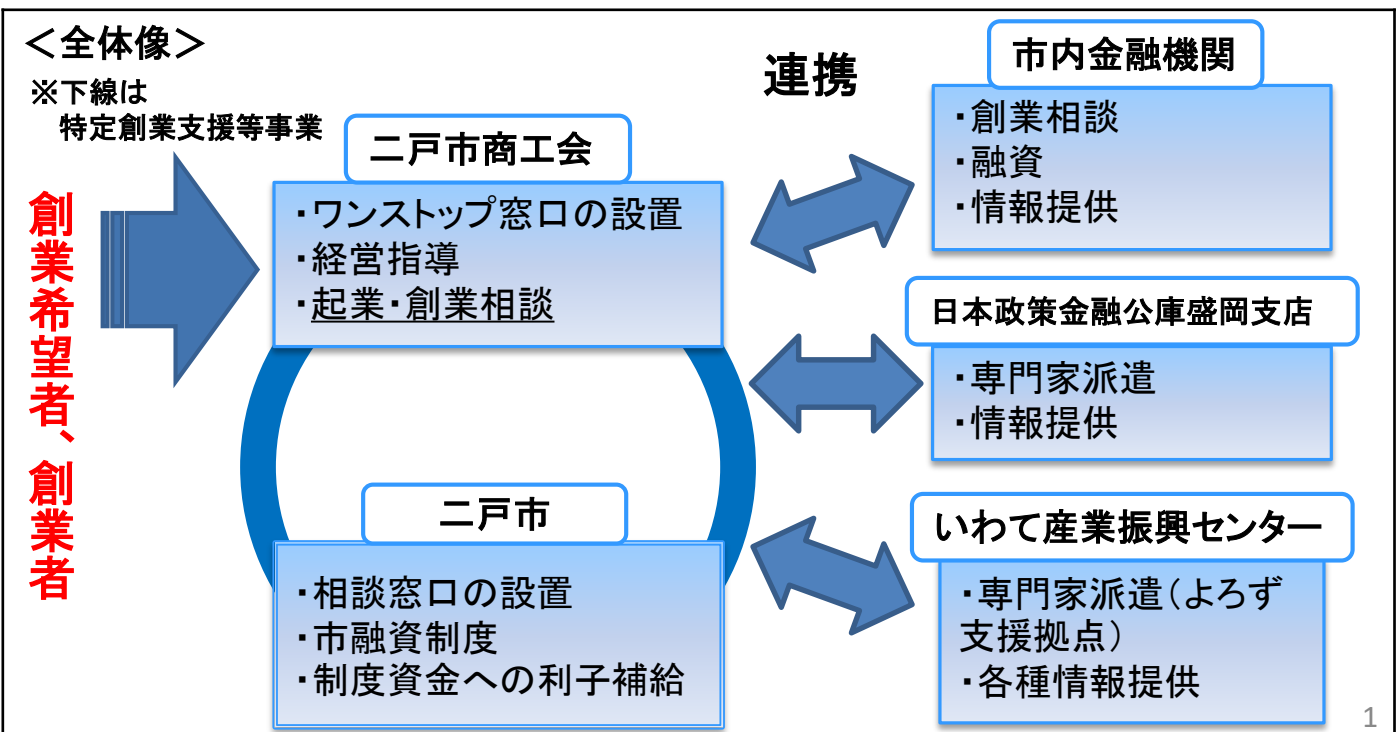 ＜全体像＞
※下線は
特定創業支援等事業
創業希望者、創業者
二戸市商工会
・ワンストップ窓口の設置
・経営指導
・起業・創業相談
二戸市
・相談窓口の設置
・市融資制度
・制度資金への利子補給
連携
市内金融機関
・創業相談
・融資
・情報提供
日本政策金融公庫盛岡支店
・専門家派遣
・情報提供
いわて産業振興センター
・専門家派遣（よろず
支援拠点）
・各種情報提供
1